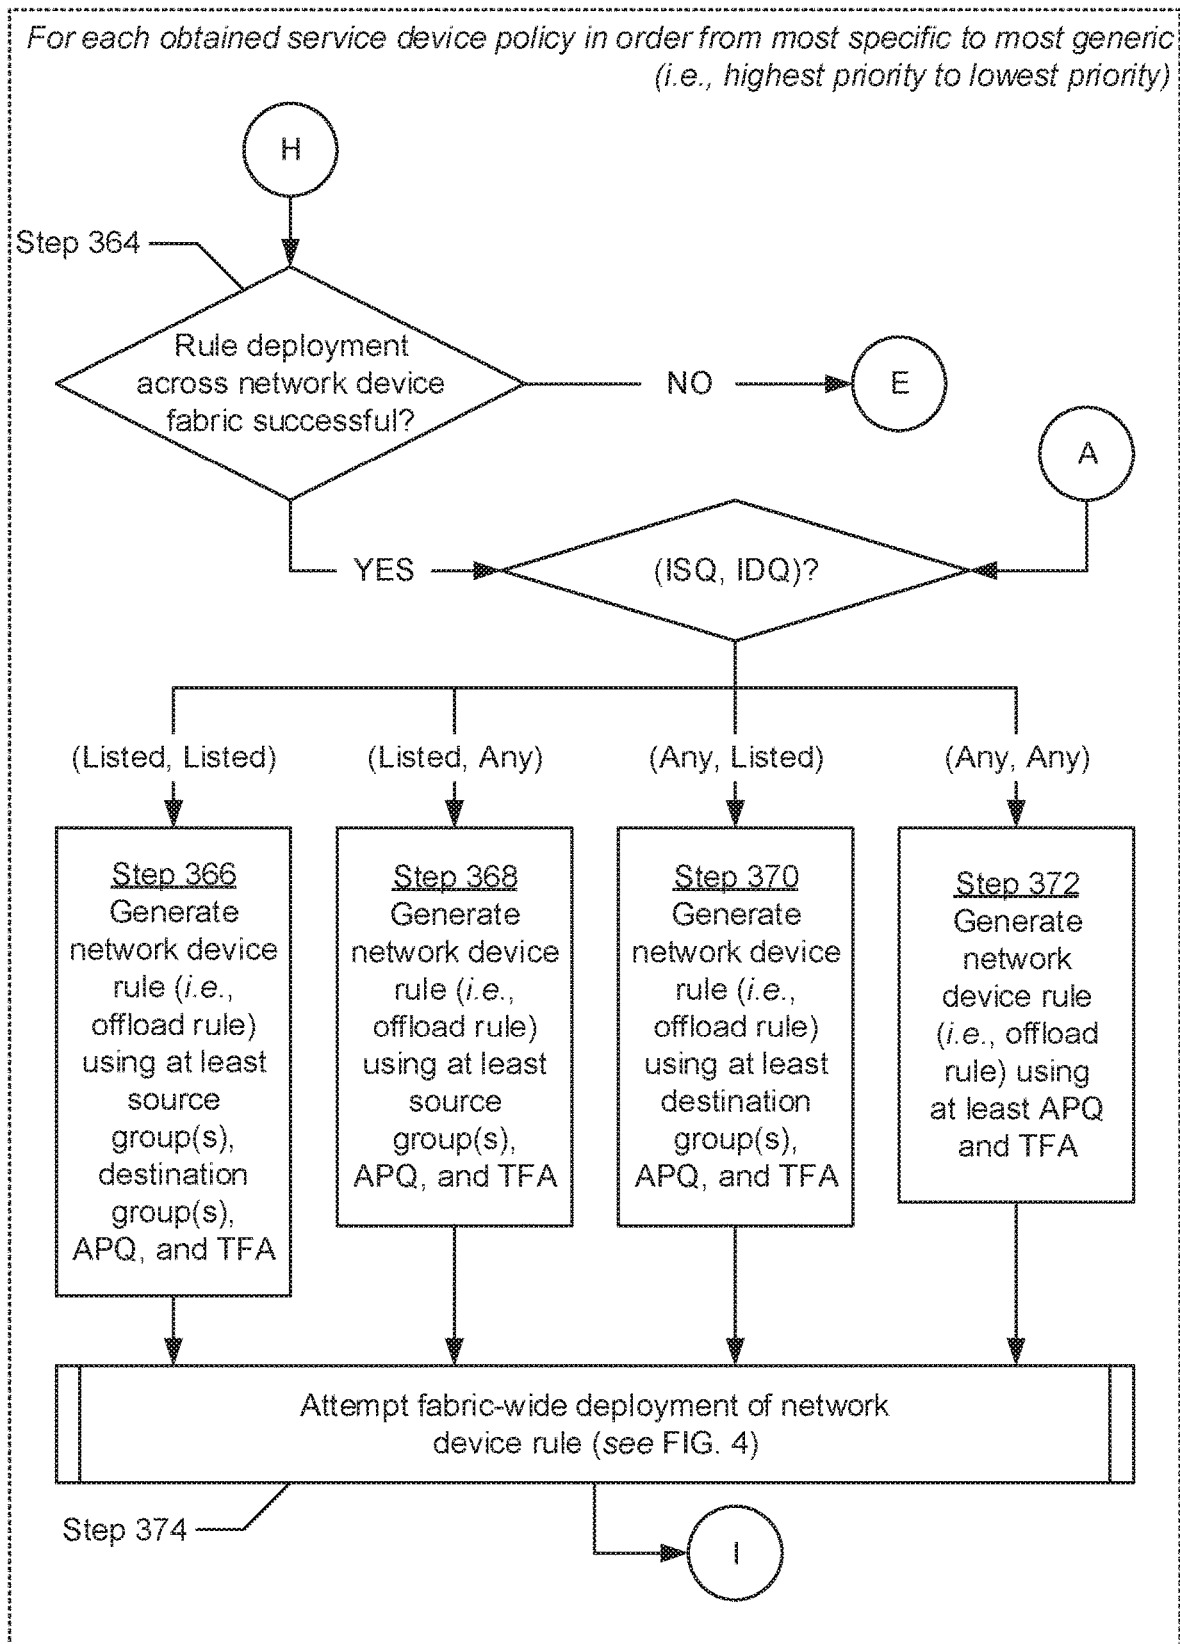 For each obtained service device policy in order from most specific to most generic
(i.e., highest priority to lowest priority)
H
Step 364
Rule deployment
across network device
fabric successful?
NO
E
A
YES
(ISQ, IDQ)?
(Listed, Listed)
(Listed, Any)
(Any, Listed)
(Any, Any)
Step 366
Generate
network device
rule (i.e.,
offload rule)
using at least
source
group(s),
destination
group(s),
APQ, and TFA
Step 368
Generate
network device
rule (i.e.,
offload rule)
using at least
source
group(s),
APQ, and TFA
Step 370
Generate
network device
rule (i.e.,
offload rule)
using at least
destination
group(s),
APQ, and TFA
Step 372
Generate
network
device rule
(i.e., offload
rule) using
at least APQ
and TFA
Attempt fabric-wide deployment of network
device rule (see FIG. 4)
Step 374
I